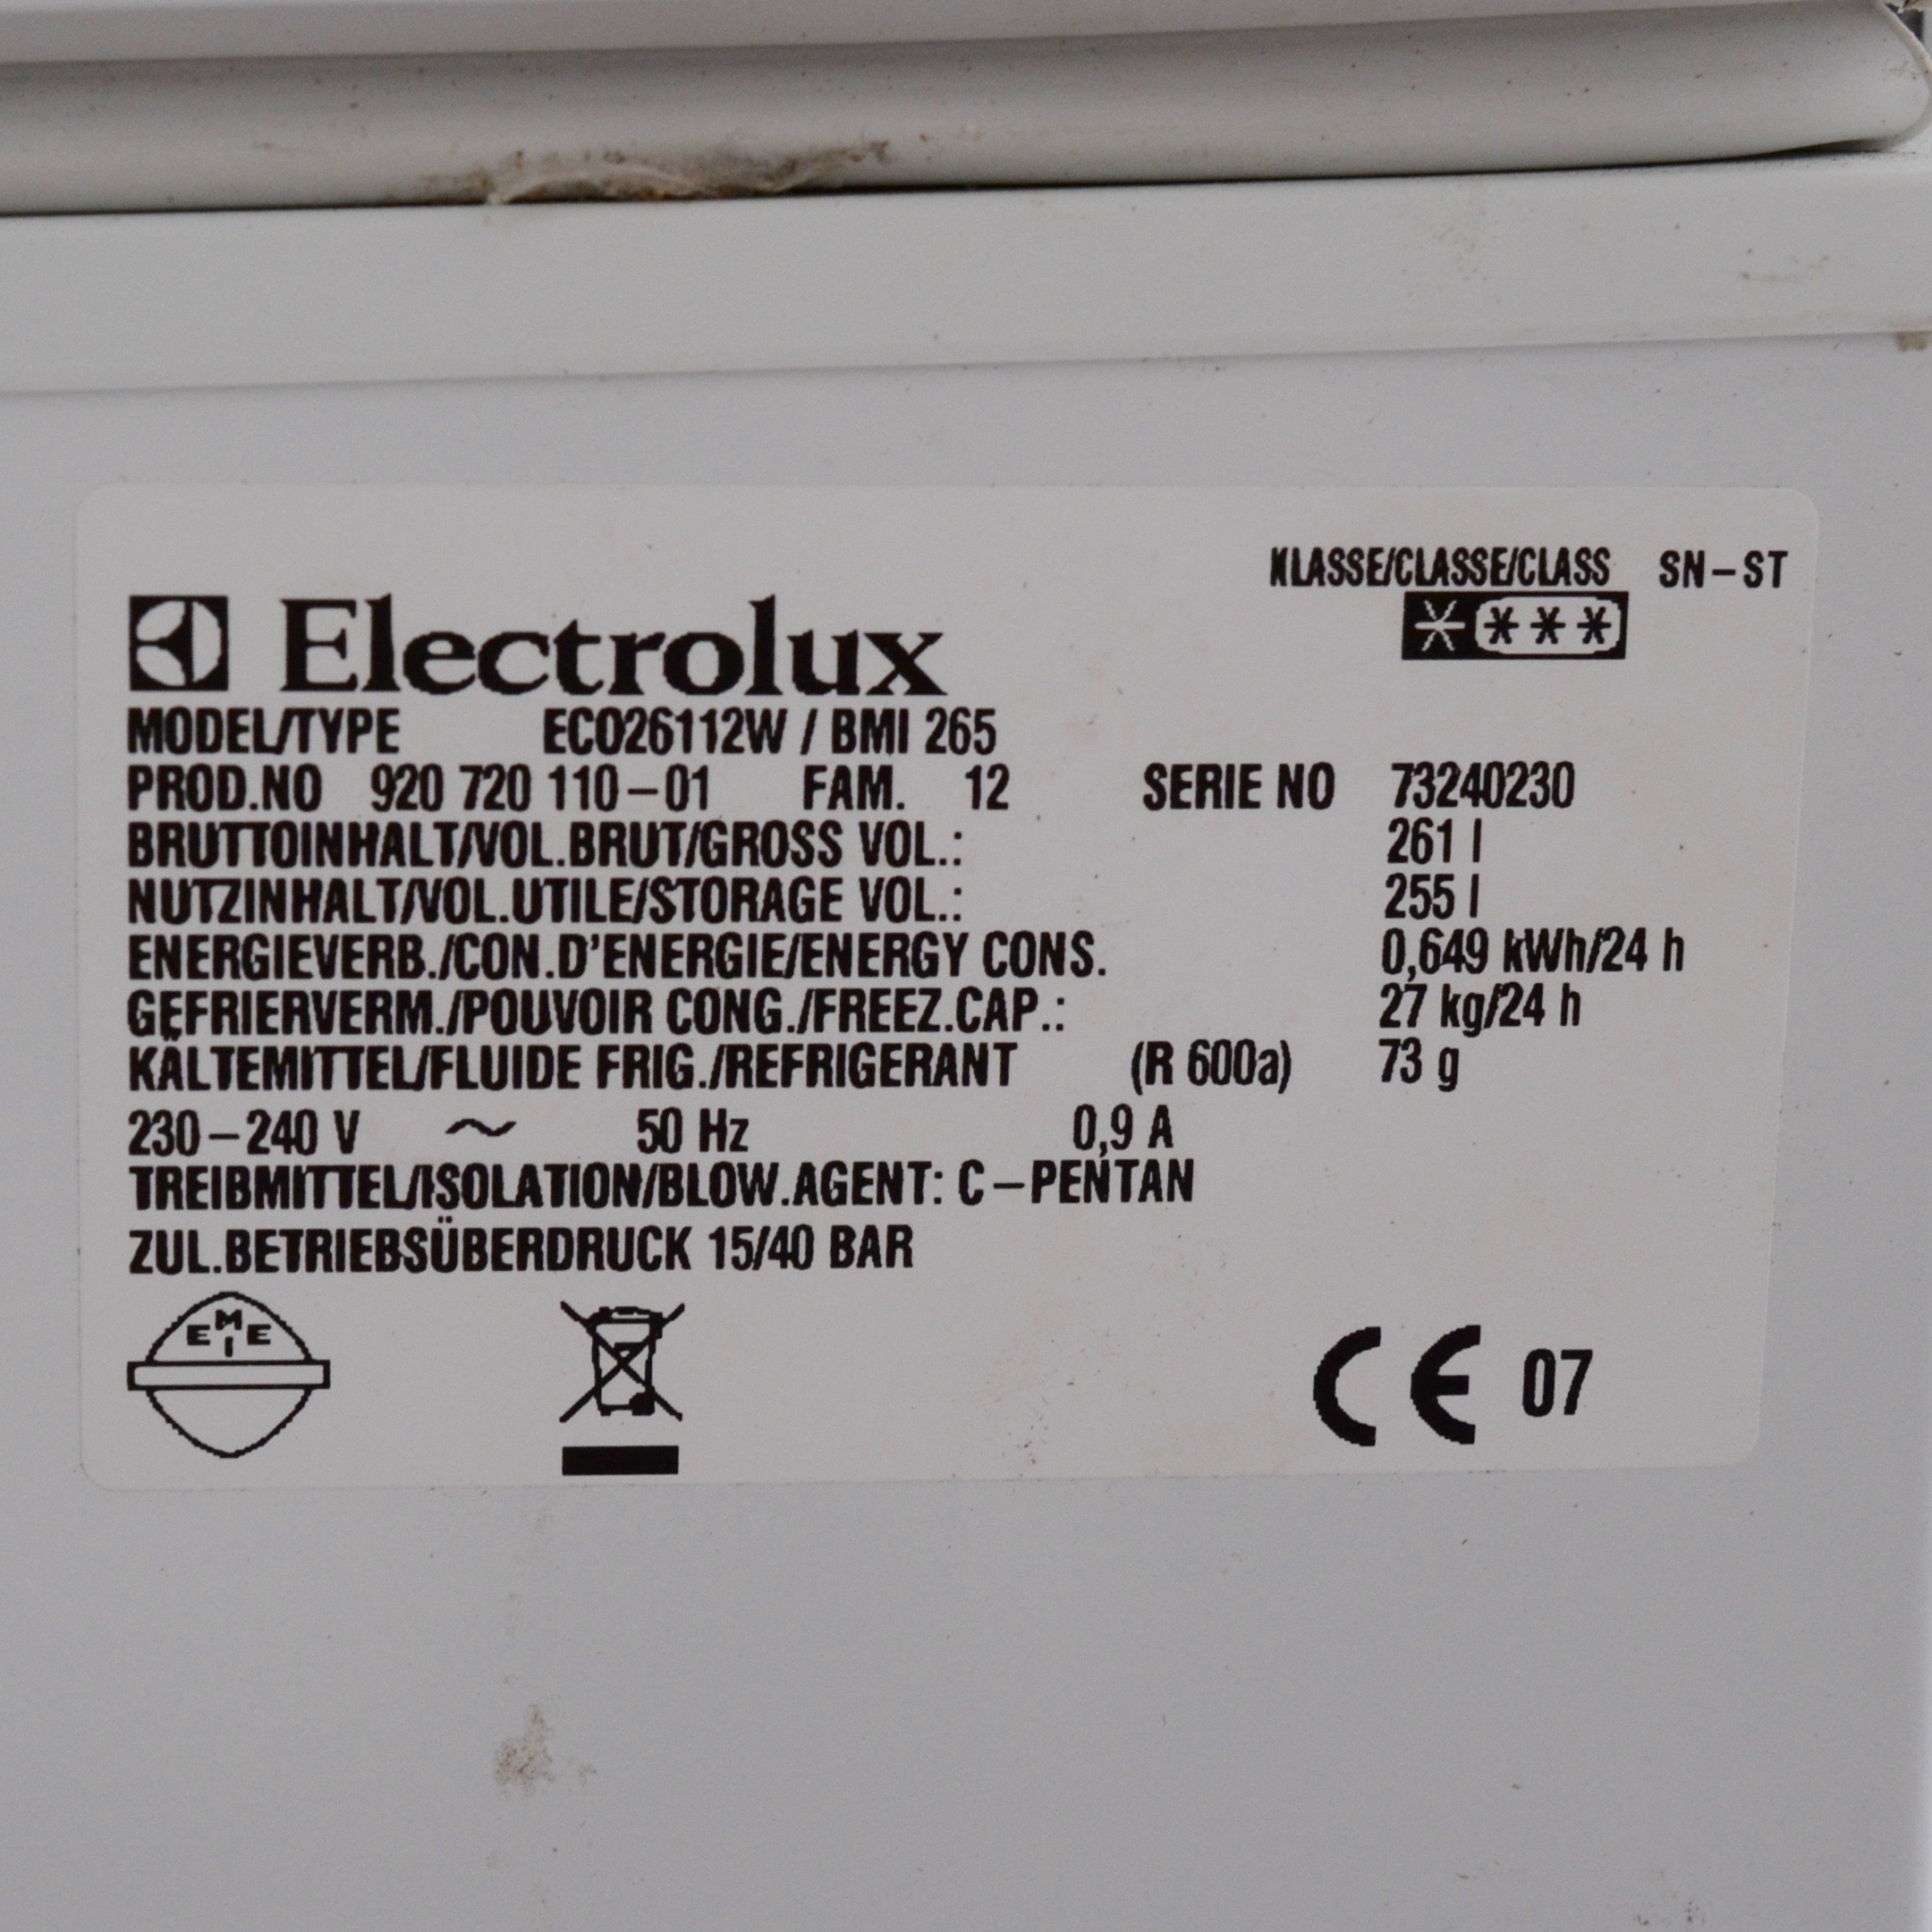 KLASSE/CLASSE/CLASS SN-ST
Electrolux
MODEL/TYPE ECO26112W / BMI 265
PROD.NO 920 720 110-01 FAM. 12 SERIE NO 73240230
BRUTTOINHALT/VOL.BRUT/GROSS VOL.: 261 l
NUTZINHALT/VOL.UTILE/STORAGE VOL.: 255 l
ENERGIEVERB./CON.D'ENERGIE/ENERGY CONS. 0,649 kWh/24 h
GEFRIERVERM./POUVOIR CONG./FREEZ.CAP.: 27 kg/24 h
KÄLTEMITTEL/FLUIDE FRIG./REFRIGERANT (R 600a) 73 g
230-240 V ~ 50 Hz 0,9 A
TREIBMITTEL/ISOLATION/BLOW.AGENT: C-PENTAN
ZUL.BETRIEBSÜBERDRUCK 15/40 BAR
EMEI
CE 07